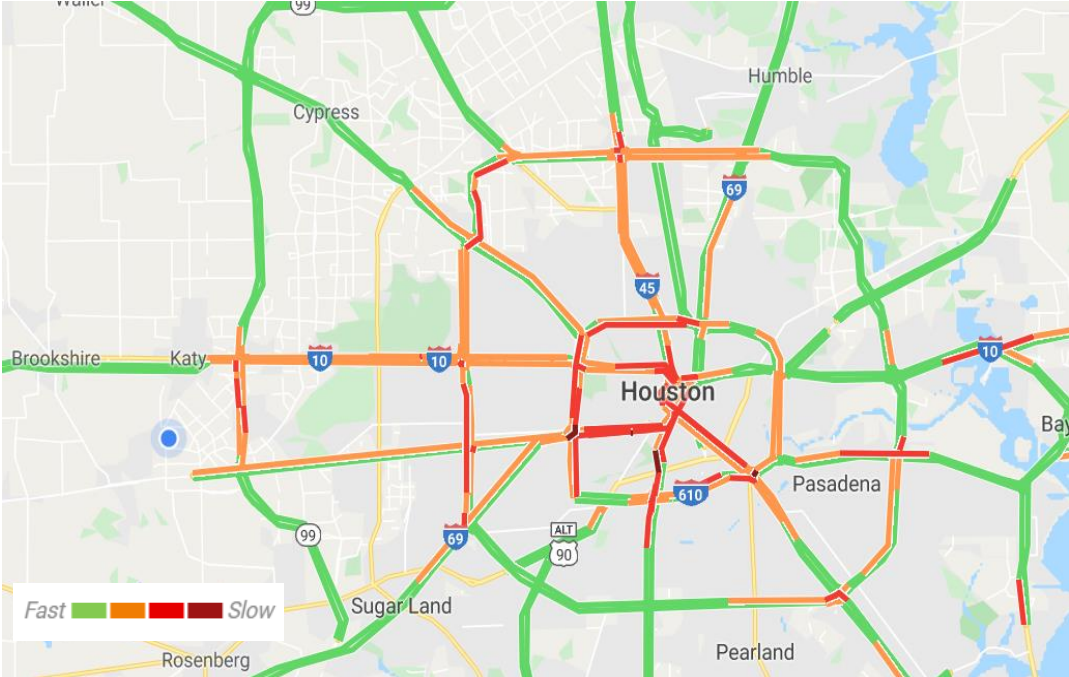 Waller
99
Humble
Cypress
69
45
Brookshire
Katy
10
10
10
Houston
Bay
Pasadena
610
ALT
90
69
99
Fast
Slow
Sugar Land
Pearland
Rosenberg